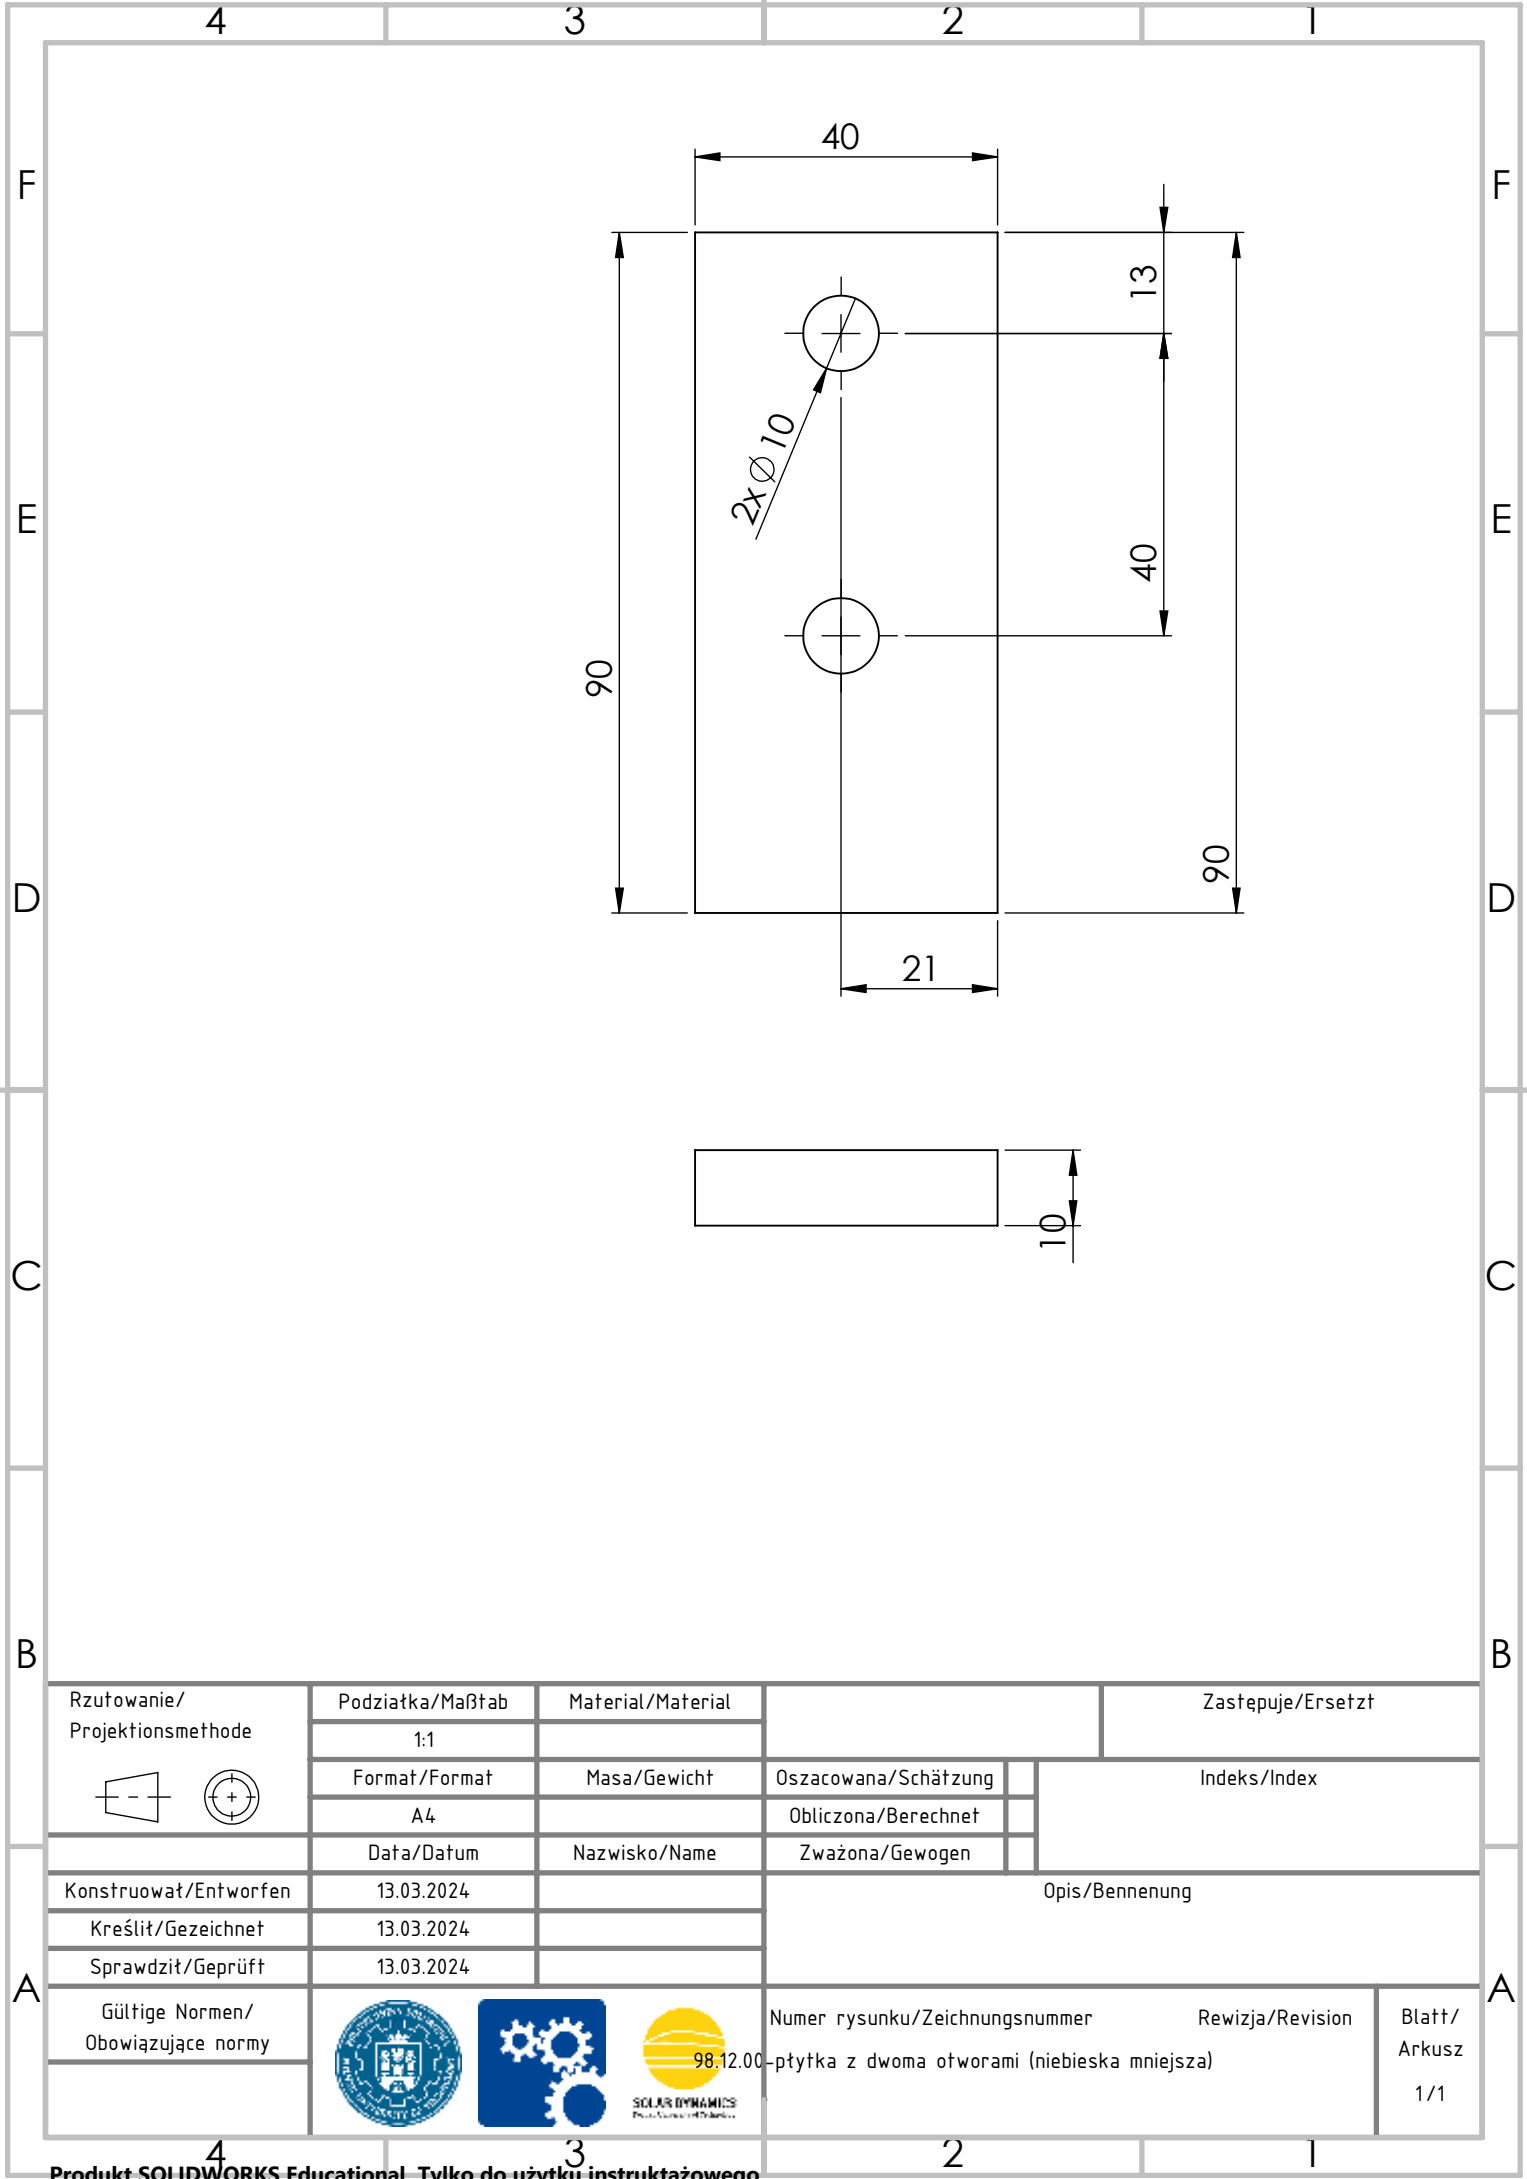 4 3 2 1
40
F F
13
2x Ø 10
E E
40
90
90
D D
21
10
C C
B B
Rzutowanie/ Podziałka/Maßtab Material/Material Zastępuje/Ersetzt
Projektionsmethode
1:1
Format/Format Masa/Gewicht Oszacowana/Schätzung Indeks/Index
A4 Obliczona/Berechnet
Data/Datum Nazwisko/Name Zważona/Gewogen
Konstruował/Entworfen 13.03.2024 Opis/Bennenung
Kreślił/Gezeichnet 13.03.2024
Sprawdził/Geprüft 13.03.2024
A A
Gültige Normen/ Numer rysunku/Zeichnungsnummer Rewizja/Revision Blatt/
Obowiązujące normy Arkusz
98.12.00-płytka z dwoma otworami (niebieska mniejsza)
1/1
SOLAR DYNAMICS
4 3 2 1
Produkt SOLIDWORKS Educational. Tylko do użytku instruktażowego.